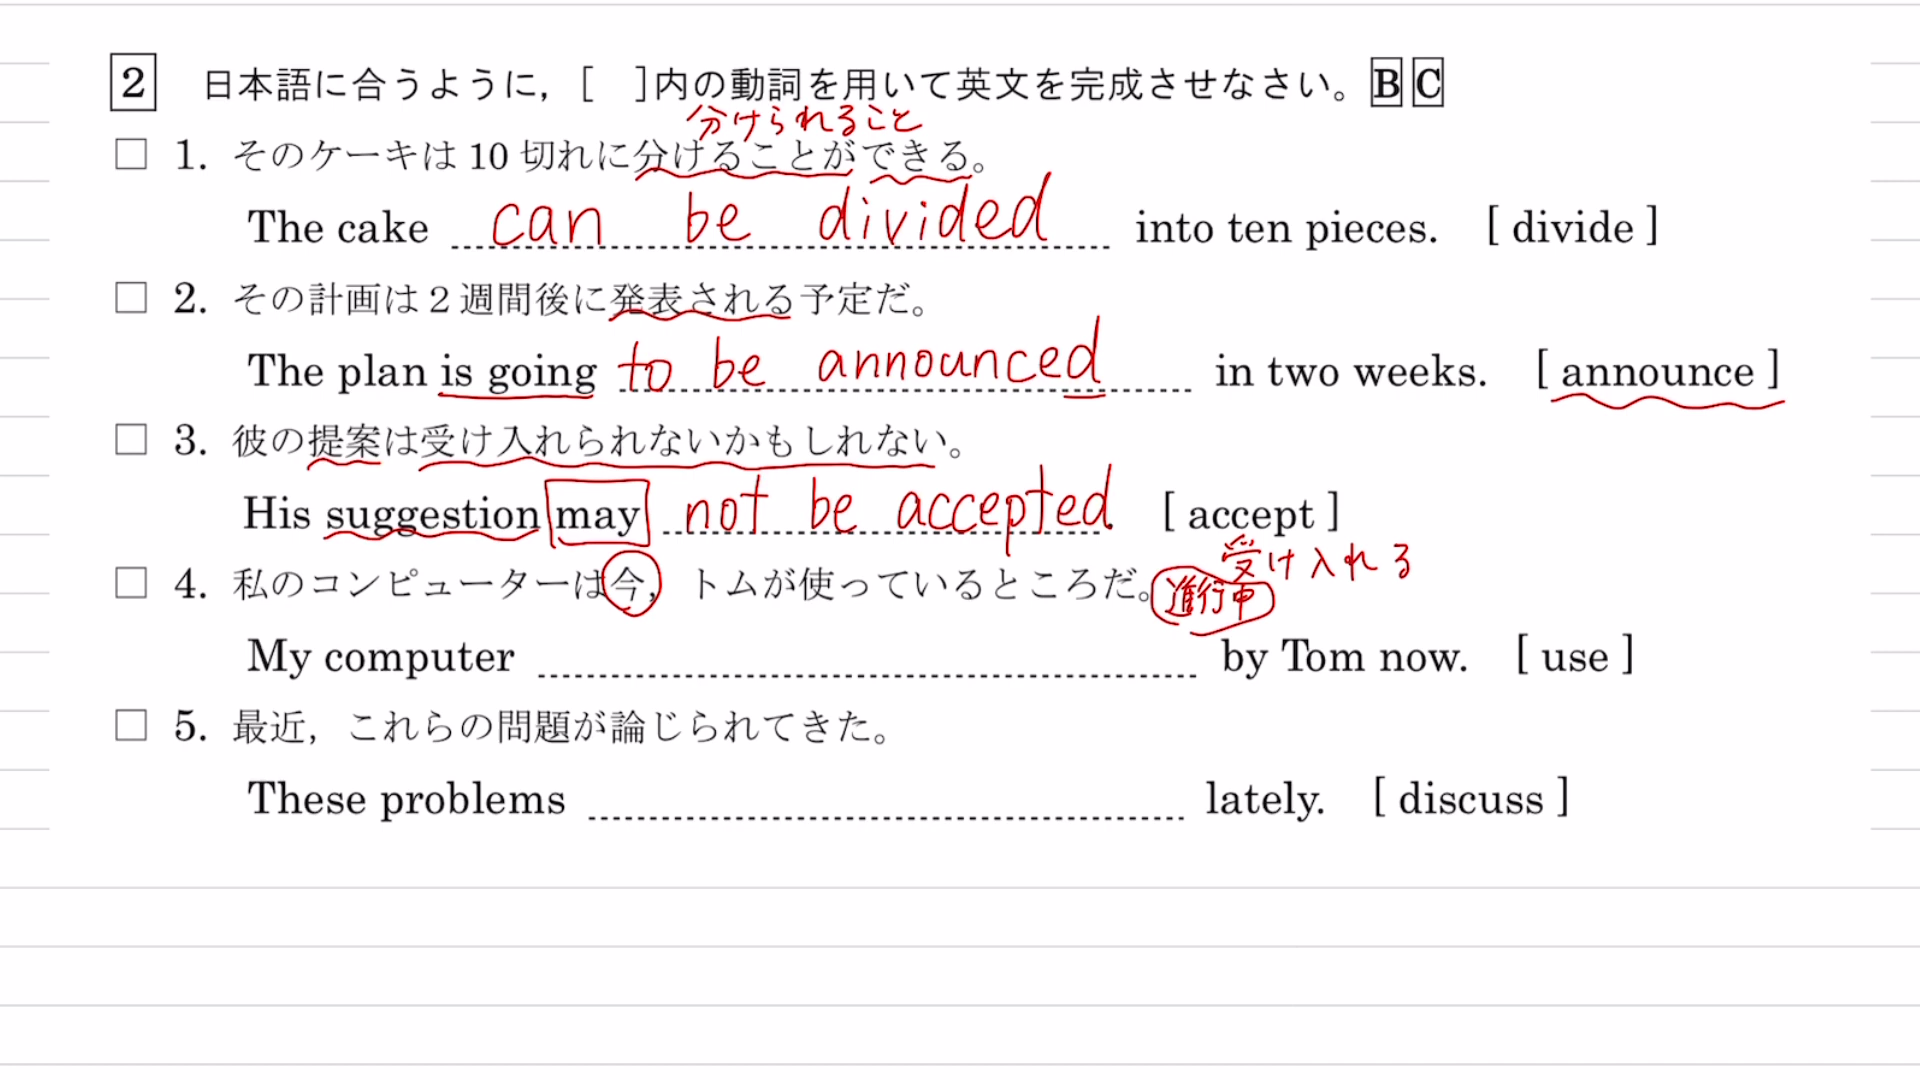 2 日本語に合うように，［　］内の動詞を用いて英文を完成させなさい。 B C
分けられること
□ 1. そのケーキは 10 切れに分けることができる。
The cake can be divided into ten pieces. [ divide ]
□ 2. その計画は 2 週間後に発表される予定だ。
The plan is going to be announced in two weeks. [ announce ]
□ 3. 彼の提案は受け入れられないかもしれない。
His suggestion may not be accepted. [ accept ]
受け入れる
□ 4. 私のコンピューターは今，トムが使っているところだ。 進行中
My computer by Tom now. [ use ]
□ 5. 最近，これらの問題が論じられてきた。
These problems lately. [ discuss ]